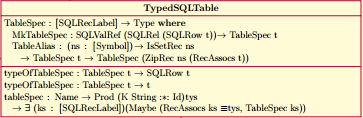 TypedSQLTable
TableSpec : [SQLRecLabel] → Type where
MkTableSpec : SQLValRef (SQLRel (SQLRow t)) → TableSpec t
TableAlias : (ns : [Symbol]) → IsSetRec ns
→ TableSpec t → TableSpec (ZipRec ns (RecAssocs t))
typeOfTableSpec : TableSpec t → SQLRow t
typeOfTableSpec : TableSpec t → t
tableSpec : Name → Prod (K String :*: Id)tys
→ ∃ (ks : [SQLRecLabel])(Maybe (RecAssocs ks ≡tys, TableSpec ks))